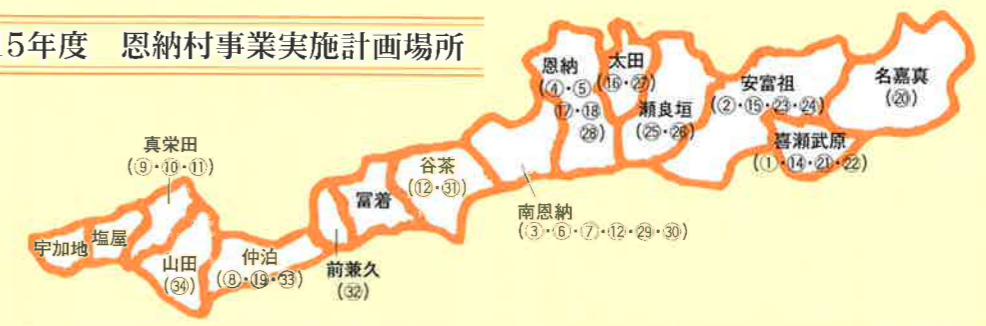 5年度 恩納村事業実施計画場所
恩納
(④・⑤
⑰・⑱
㉘)
太田
(⑯・㉗)
瀬良垣
(㉕・㉖)
安富祖
(②・⑮・㉓・㉔)
名嘉真
(⑳)
喜瀬武原
(①・⑭・㉑・㉒)
真栄田
(⑨・⑩・⑪)
谷茶
(⑫・㉛)
冨着
南恩納
(③・⑥・⑦・⑫・㉙・㉚)
宇加地
塩屋
山田
(㉞)
仲泊
(⑧・⑲・㉝)
前兼久
(㉜)